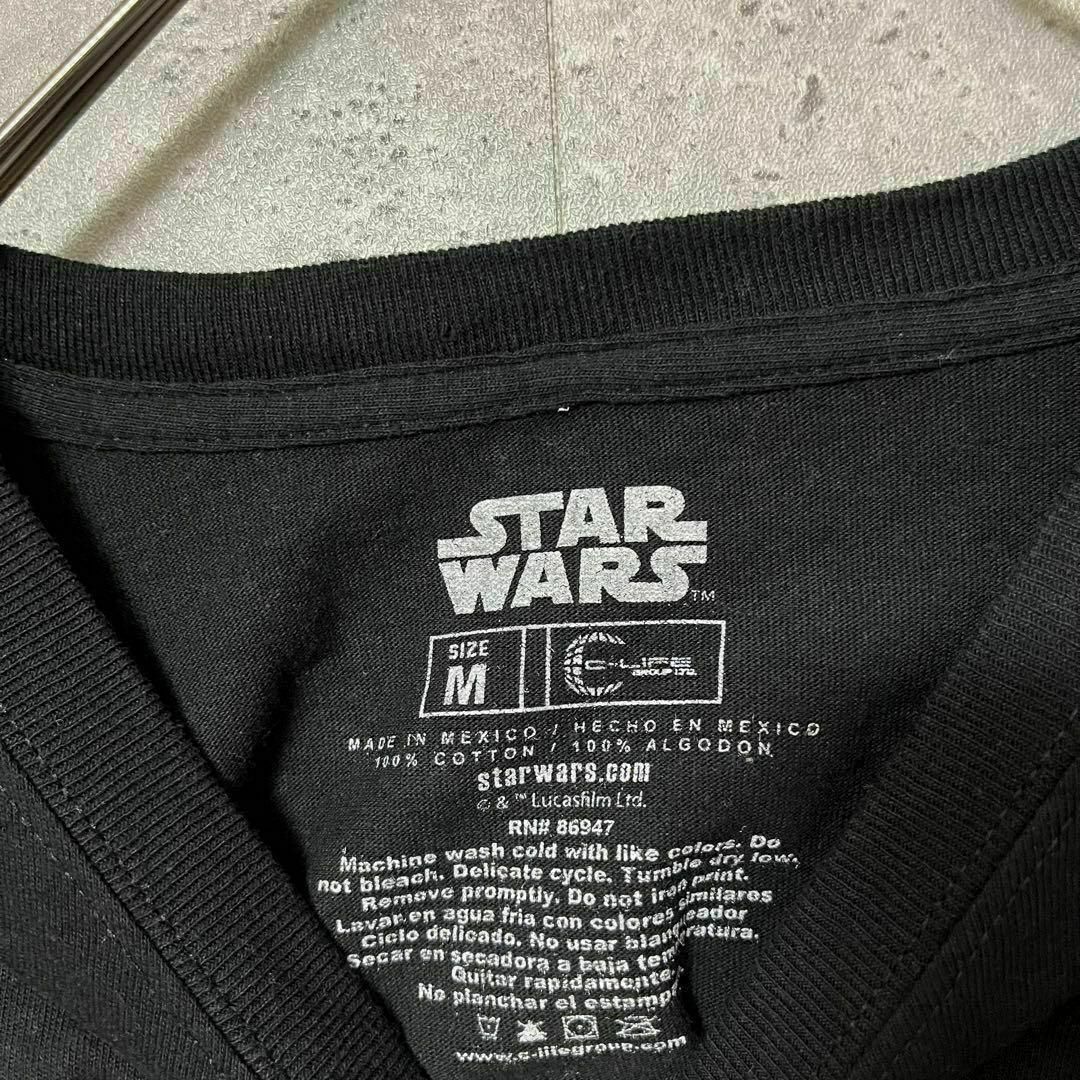 STAR
WARS™
SIZE
M
C-LIFE
GROUP LTD.
MADE IN MEXICO / HECHO EN MEXICO
100% COTTON / 100% ALGODON
starwars.com
© & ™ Lucasfilm Ltd.
RN# 86947
Machine wash cold with like colors. Do
not bleach. Delicate cycle. Tumble dry low.
Remove promptly. Do not iron print.
Lavar en agua fria con colores similares
Ciclo delicado. No usar blanqueador
Secar en secadora a baja temperatura.
Quitar rapidamente
No planchar el estamp
www.c-lifegroup.com